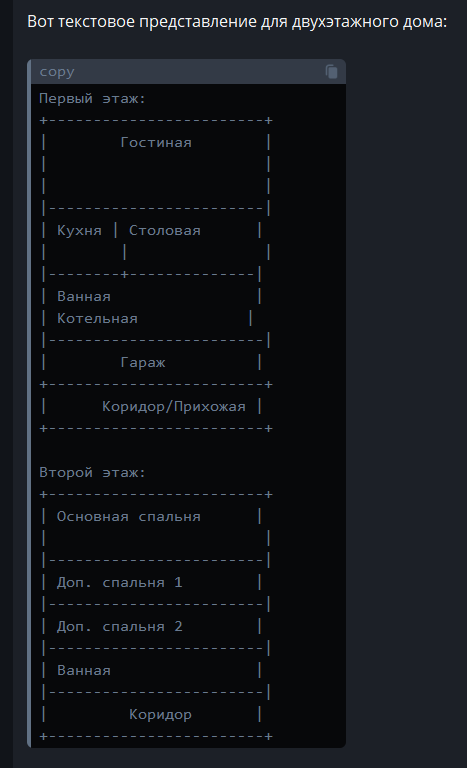 Вот текстовое представление для двухэтажного дома:
copy
Первый этаж:
+------------------------+
|        Гостиная        |
|                        |
|                        |
|------------------------|
| Кухня | Столовая      |
|        |               |
|--------+--------------|
| Ванная                |
| Котельная            |
|------------------------|
|        Гараж          |
+------------------------+
|      Коридор/Прихожая |
+------------------------+
Второй этаж:
+------------------------+
| Основная спальня      |
|                        |
|------------------------|
| Доп. спальня 1        |
|------------------------|
| Доп. спальня 2        |
|------------------------|
| Ванная                |
|------------------------|
|         Коридор       |
+------------------------+